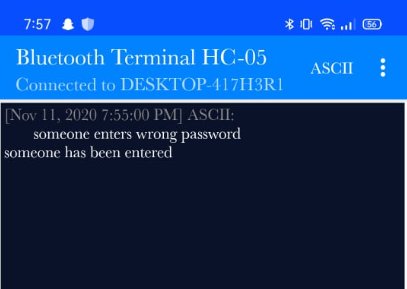 7:57 56
Bluetooth Terminal HC-05
ASCII
Connected to DESKTOP-417H3R1
[Nov 11, 2020 7:55:00 PM] ASCII:
someone enters wrong password
someone has been entered